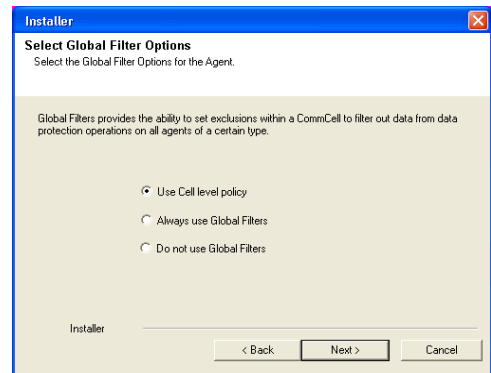 Installer
Select Global Filter Options
Select the Global Filter Options for the Agent.
Global Filters provides the ability to set exclusions within a CommCell to filter out data from data
protection operations on all agents of a certain type.
Use Cell level policy
Always use Global Filters
Do not use Global Filters
Installer
< Back
Next >
Cancel